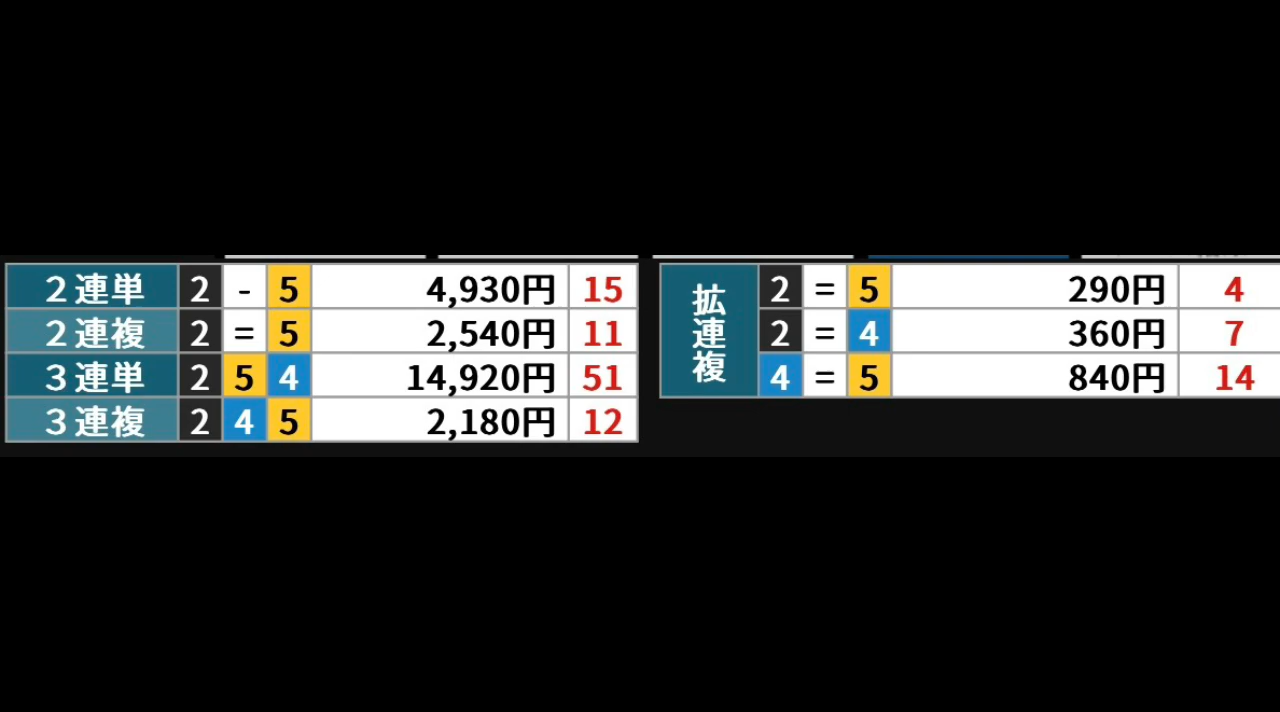 ２連単 2 - 5 4,930円 15
２連複 2 = 5 2,540円 11
３連単 2 5 4 14,920円 51
３連複 2 4 5 2,180円 12
拡連複
2 = 5 290円 4
2 = 4 360円 7
4 = 5 840円 14